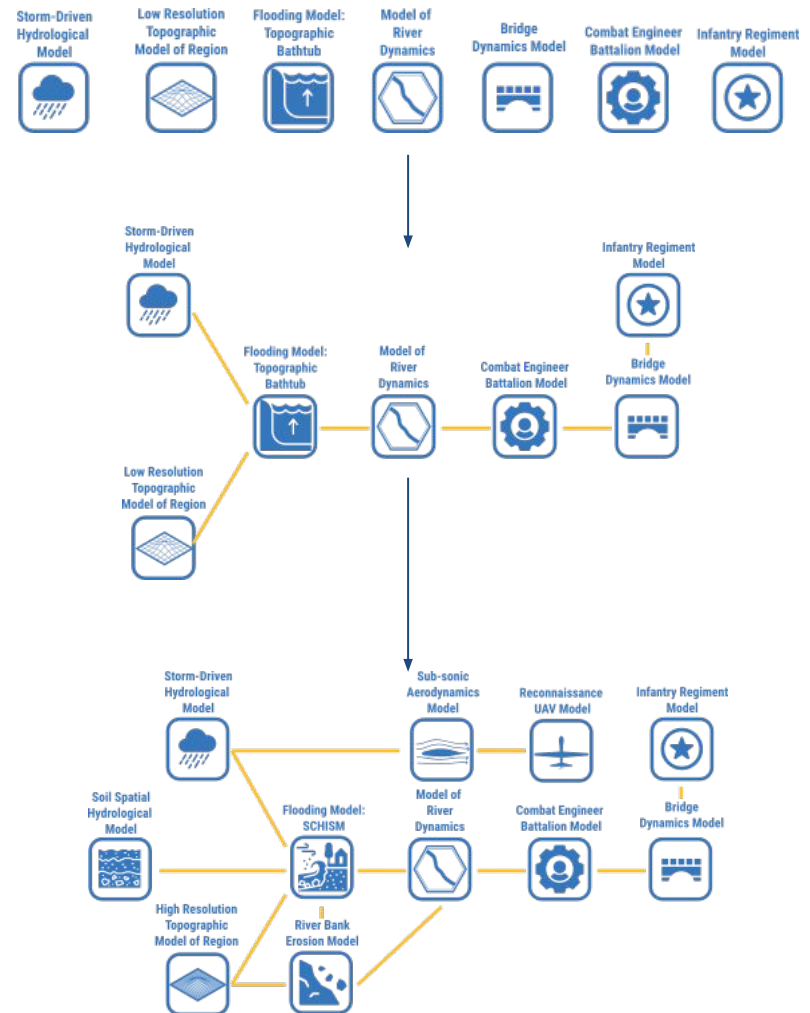 Storm-Driven
Hydrological
Model
Low Resolution
Topographic
Model of Region
Flooding Model:
Topographic
Bathtub
Model of
River
Dynamics
Bridge
Dynamics Model
Combat Engineer
Battalion Model
Infantry Regiment
Model
Storm-Driven
Hydrological
Model
Infantry Regiment
Model
Flooding Model:
Topographic
Bathtub
Model of
River
Dynamics
Combat Engineer
Battalion Model
Bridge
Dynamics Model
Low Resolution
Topographic
Model of Region
Storm-Driven
Hydrological
Model
Sub-sonic
Aerodynamics
Model
Reconnaissance
UAV Model
Infantry Regiment
Model
Soil Spatial
Hydrological
Model
Flooding Model:
SCHISM
Model of
River
Dynamics
Combat Engineer
Battalion Model
Bridge
Dynamics Model
High Resolution
Topographic
Model of Region
River Bank
Erosion Model